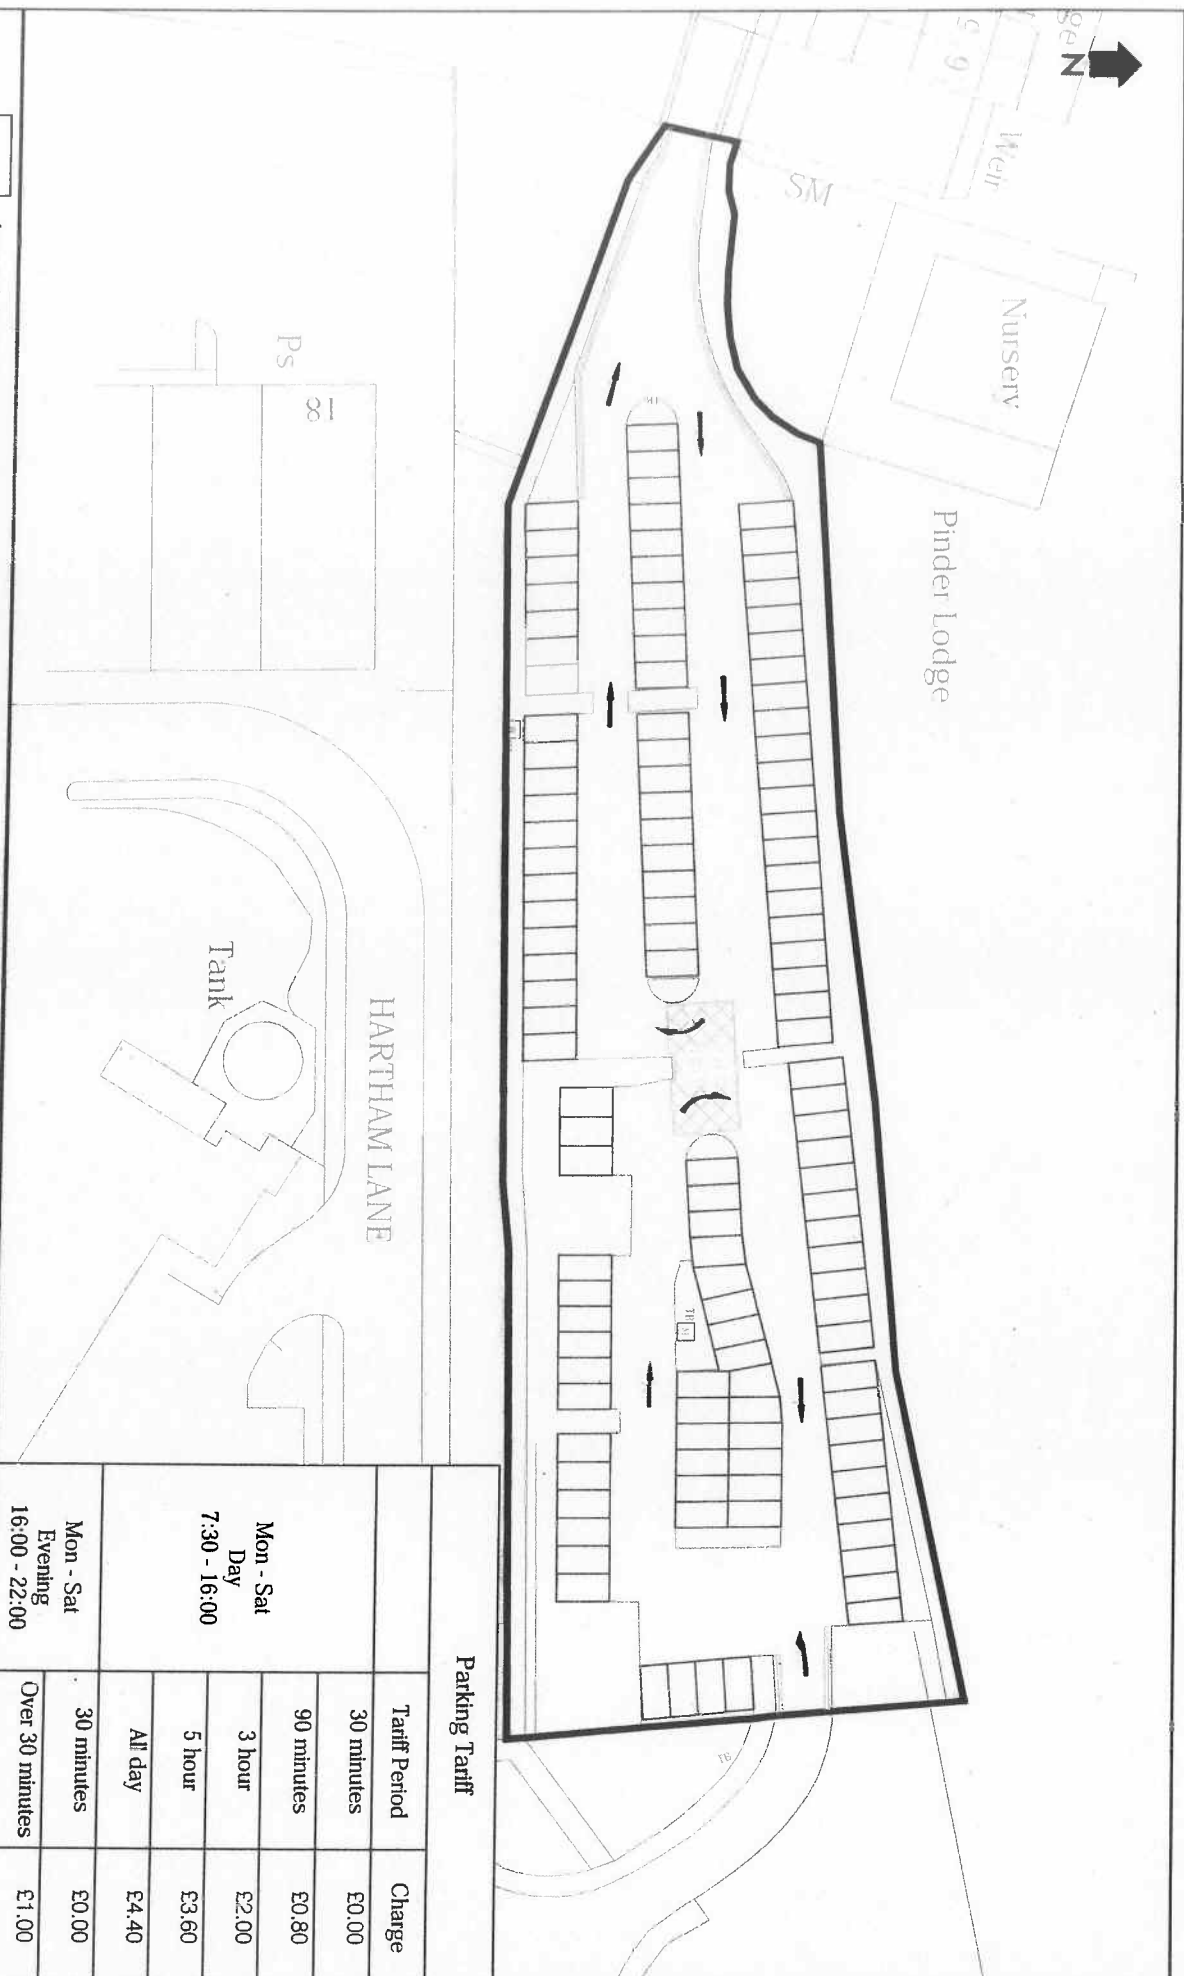 N
Weir
SM
Nursery
Pinder Lodge
Ps
18
Tank
HARTHAM LANE
Parking Tariff
Tariff Period Charge
Mon - Sat
Day
7:30 - 16:00
30 minutes £0.00
90 minutes £0.80
3 hour £2.00
5 hour £3.60
All day £4.40
Mon - Sat
Evening
16:00 - 22:00
30 minutes £0.00
Over 30 minutes £1.00